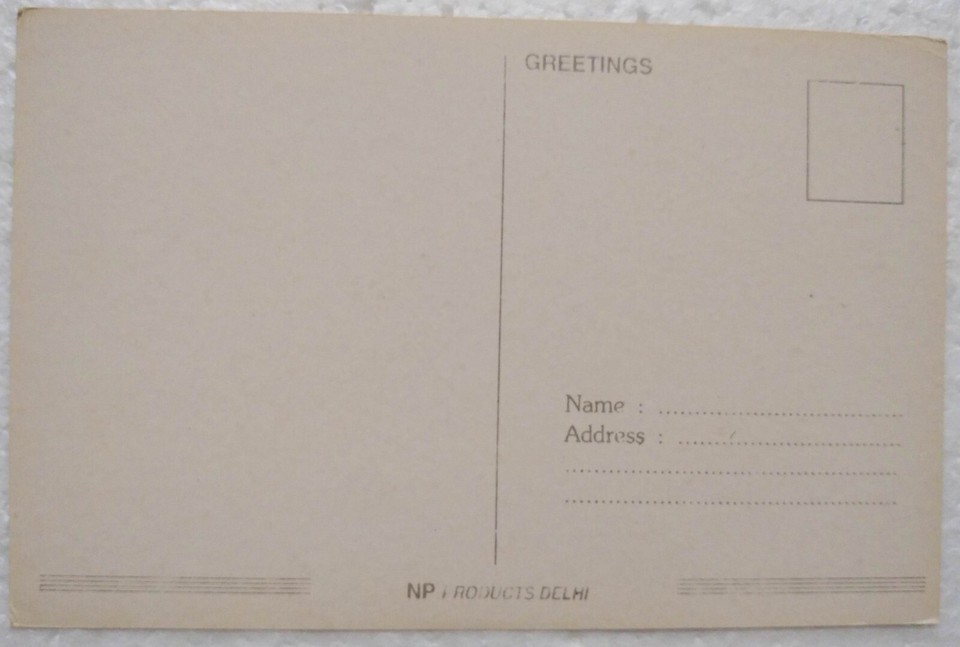 GREETINGS
Name : ........................................
Address : ........................................
........................................
........................................
NP PRODUCTS DELHI